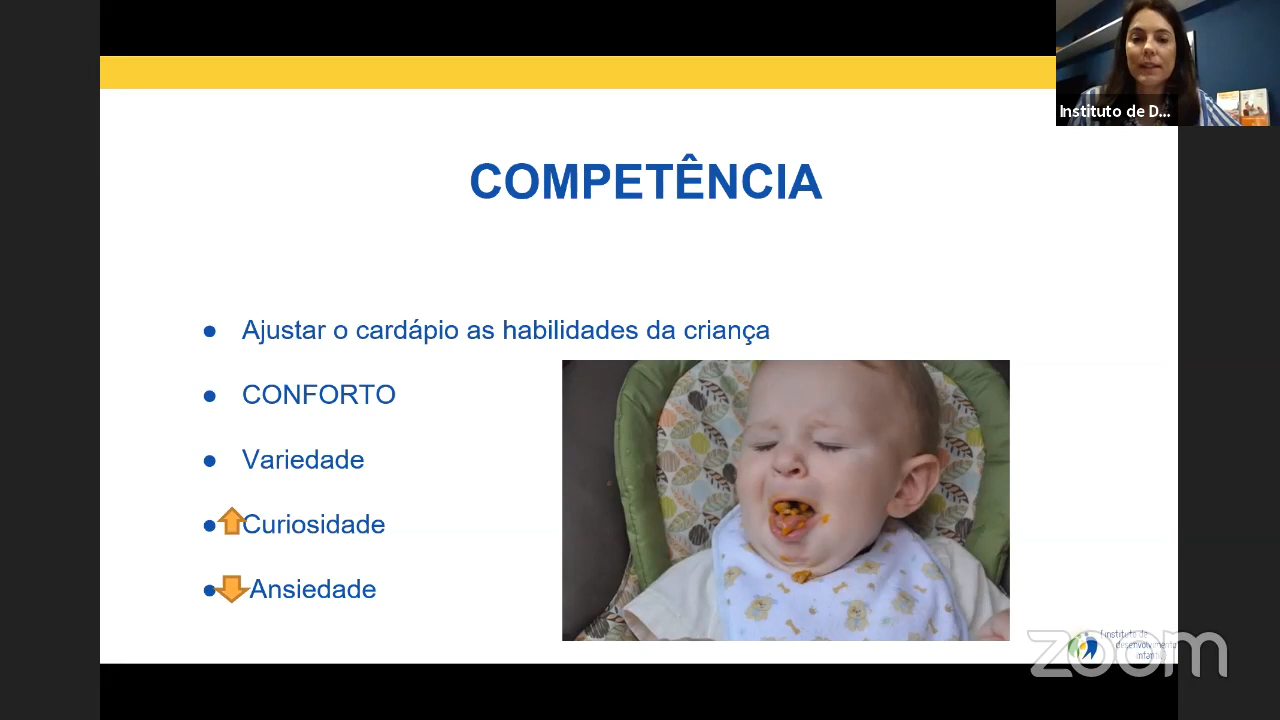 Instituto de D...
COMPETÊNCIA
● Ajustar o cardápio as habilidades da criança
● CONFORTO
● Variedade
● Curiosidade
● Ansiedade
instituto de
desenvolvimento
infantil
zoom